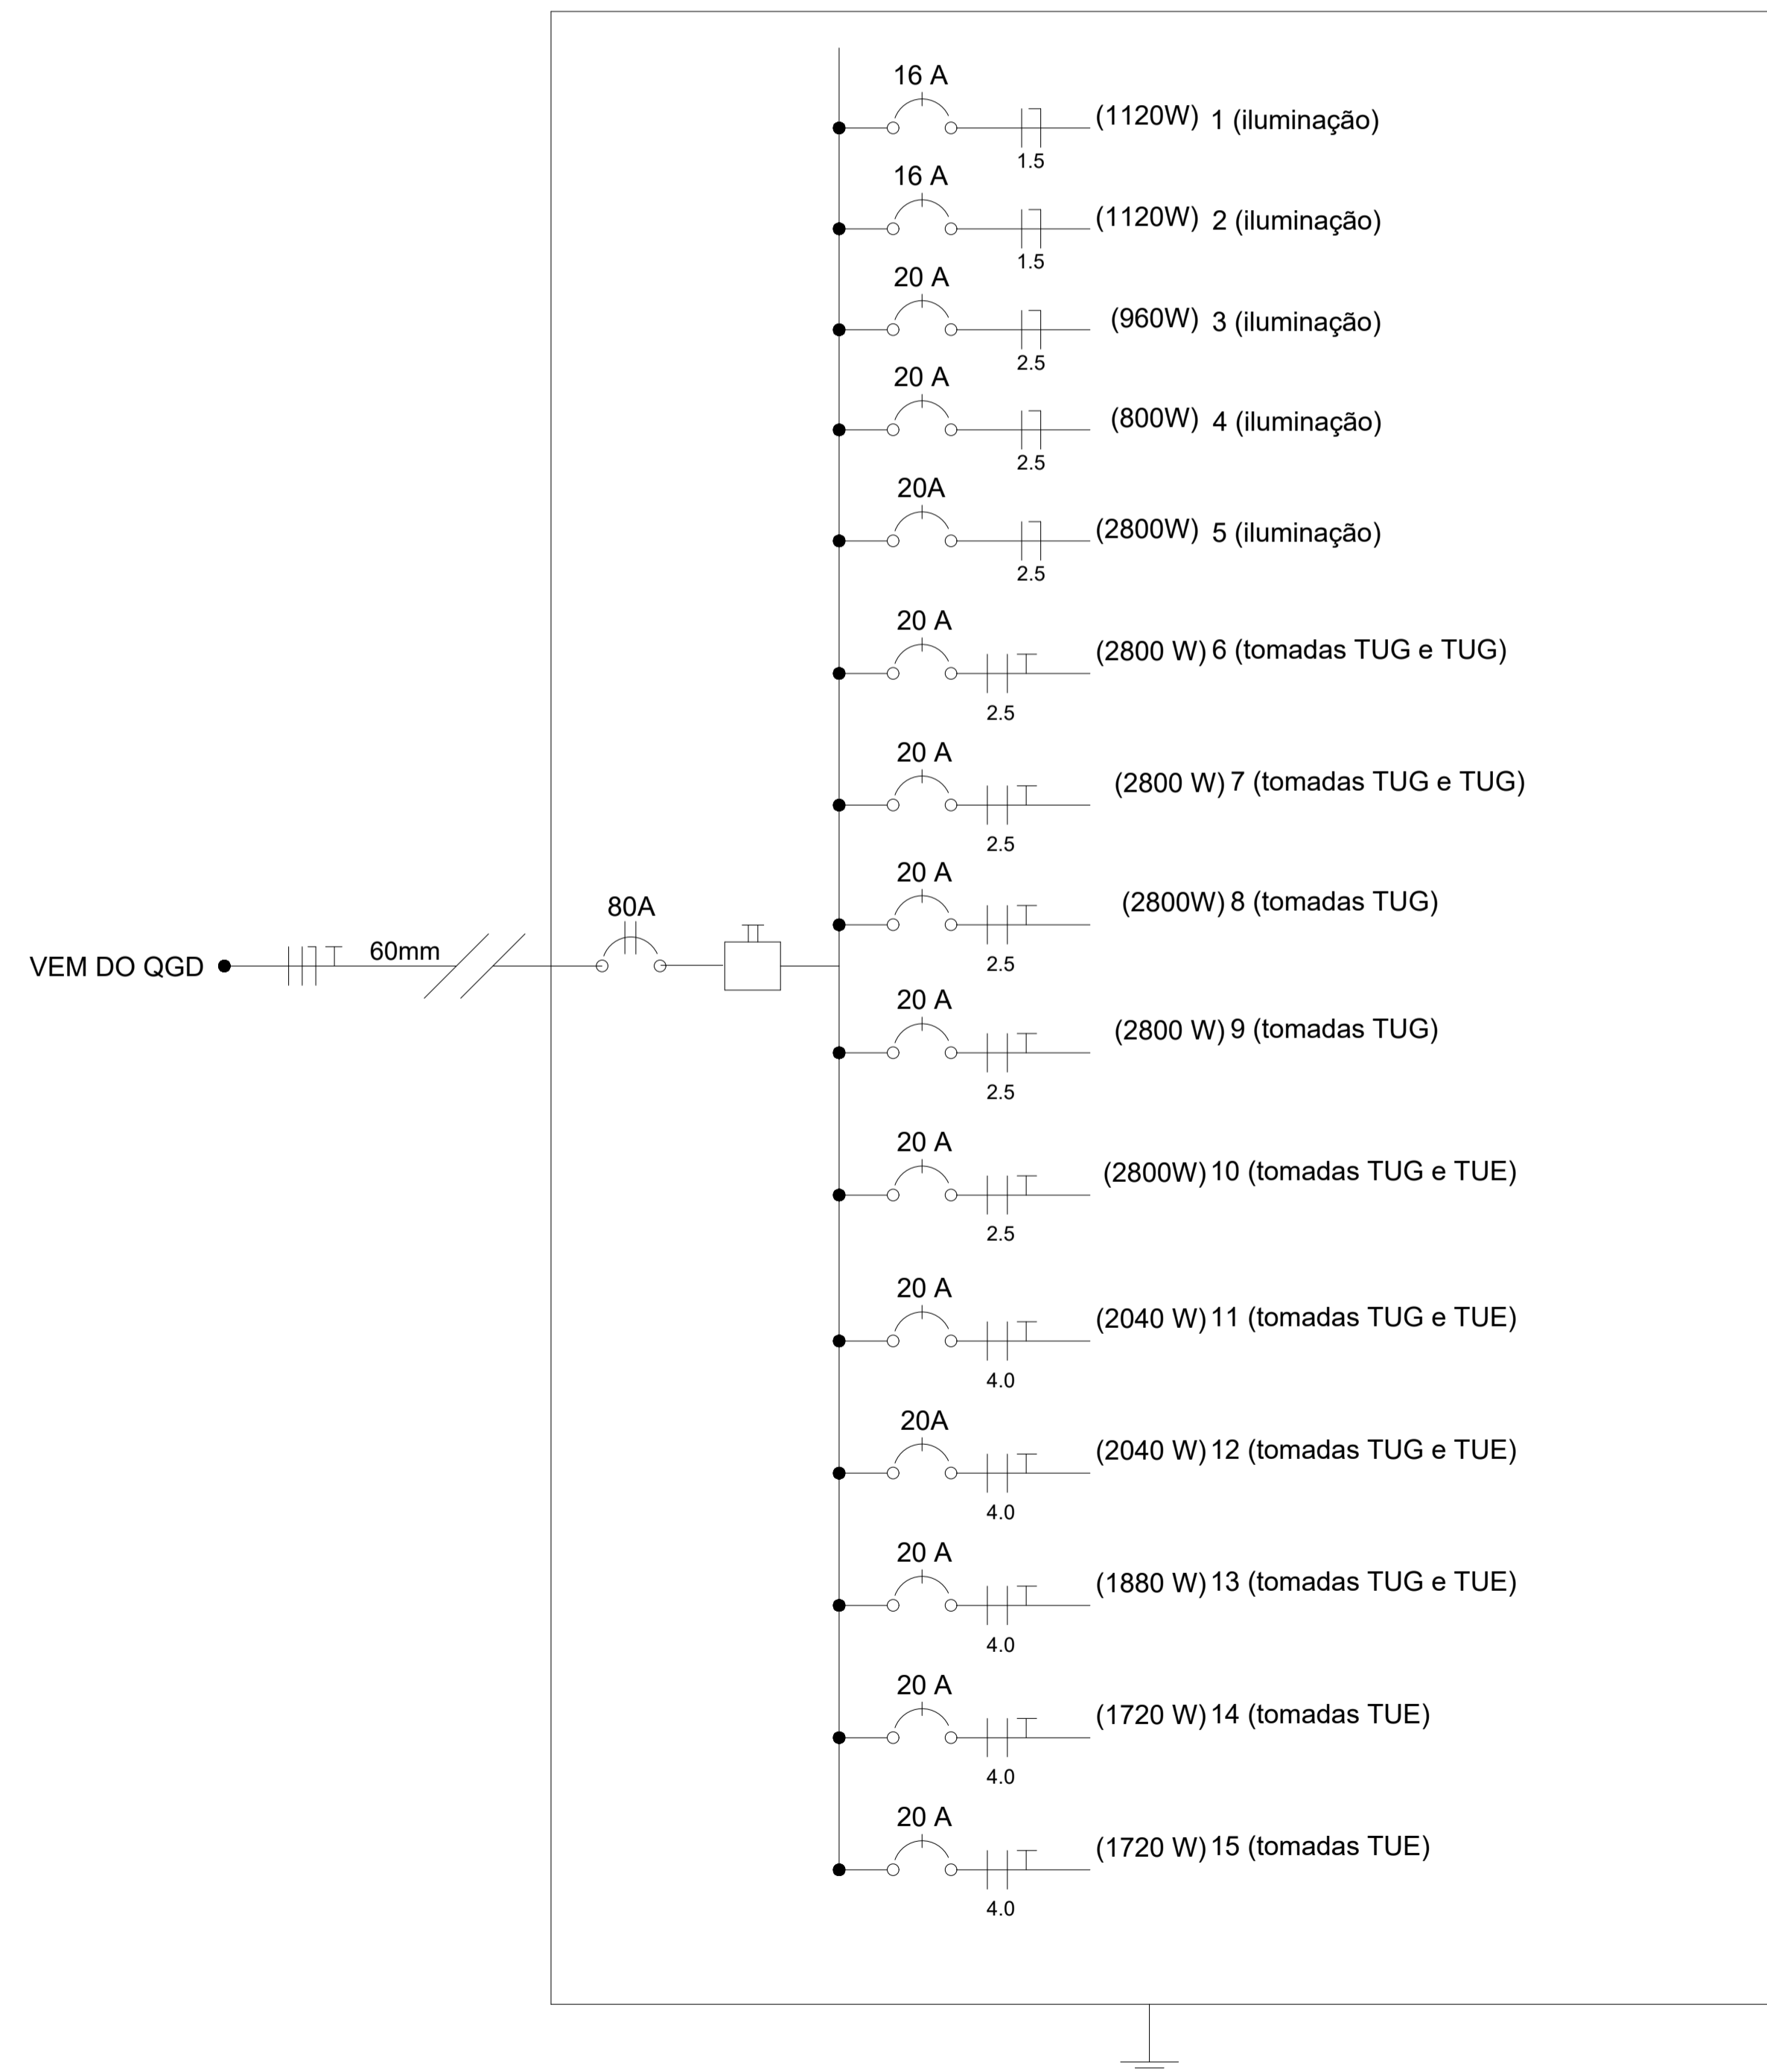 16 A
(1120W) 1 (iluminação)
1.5
16 A
(1120W) 2 (iluminação)
1.5
20 A
(960W) 3 (iluminação)
2.5
20 A
(800W) 4 (iluminação)
2.5
20A
(2800W) 5 (iluminação)
2.5
20 A
(2800 W) 6 (tomadas TUG e TUG)
2.5
20 A
(2800 W) 7 (tomadas TUG e TUG)
2.5
20 A
(2800W) 8 (tomadas TUG)
2.5
VEM DO QGD
60mm
80A
20 A
(2800 W) 9 (tomadas TUG)
2.5
20 A
(2800W) 10 (tomadas TUG e TUE)
2.5
20 A
(2040 W) 11 (tomadas TUG e TUE)
4.0
20A
(2040 W) 12 (tomadas TUG e TUE)
4.0
20 A
(1880 W) 13 (tomadas TUG e TUE)
4.0
20 A
(1720 W) 14 (tomadas TUE)
4.0
20 A
(1720 W) 15 (tomadas TUE)
4.0